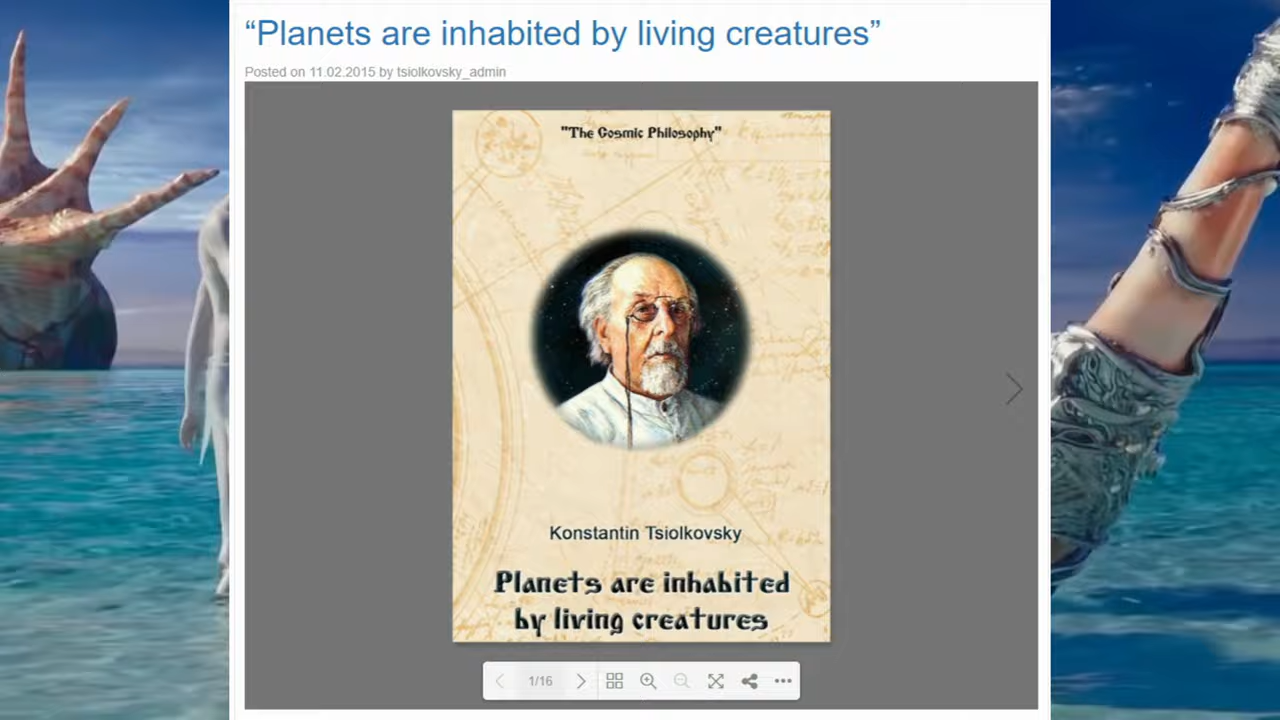 “Planets are inhabited by living creatures”
Posted on 11.02.2015 by tsiolkovsky_admin
"The Cosmic Philosophy"
Konstantin Tsiolkovsky
Planets are inhabited
by living creatures
1/16